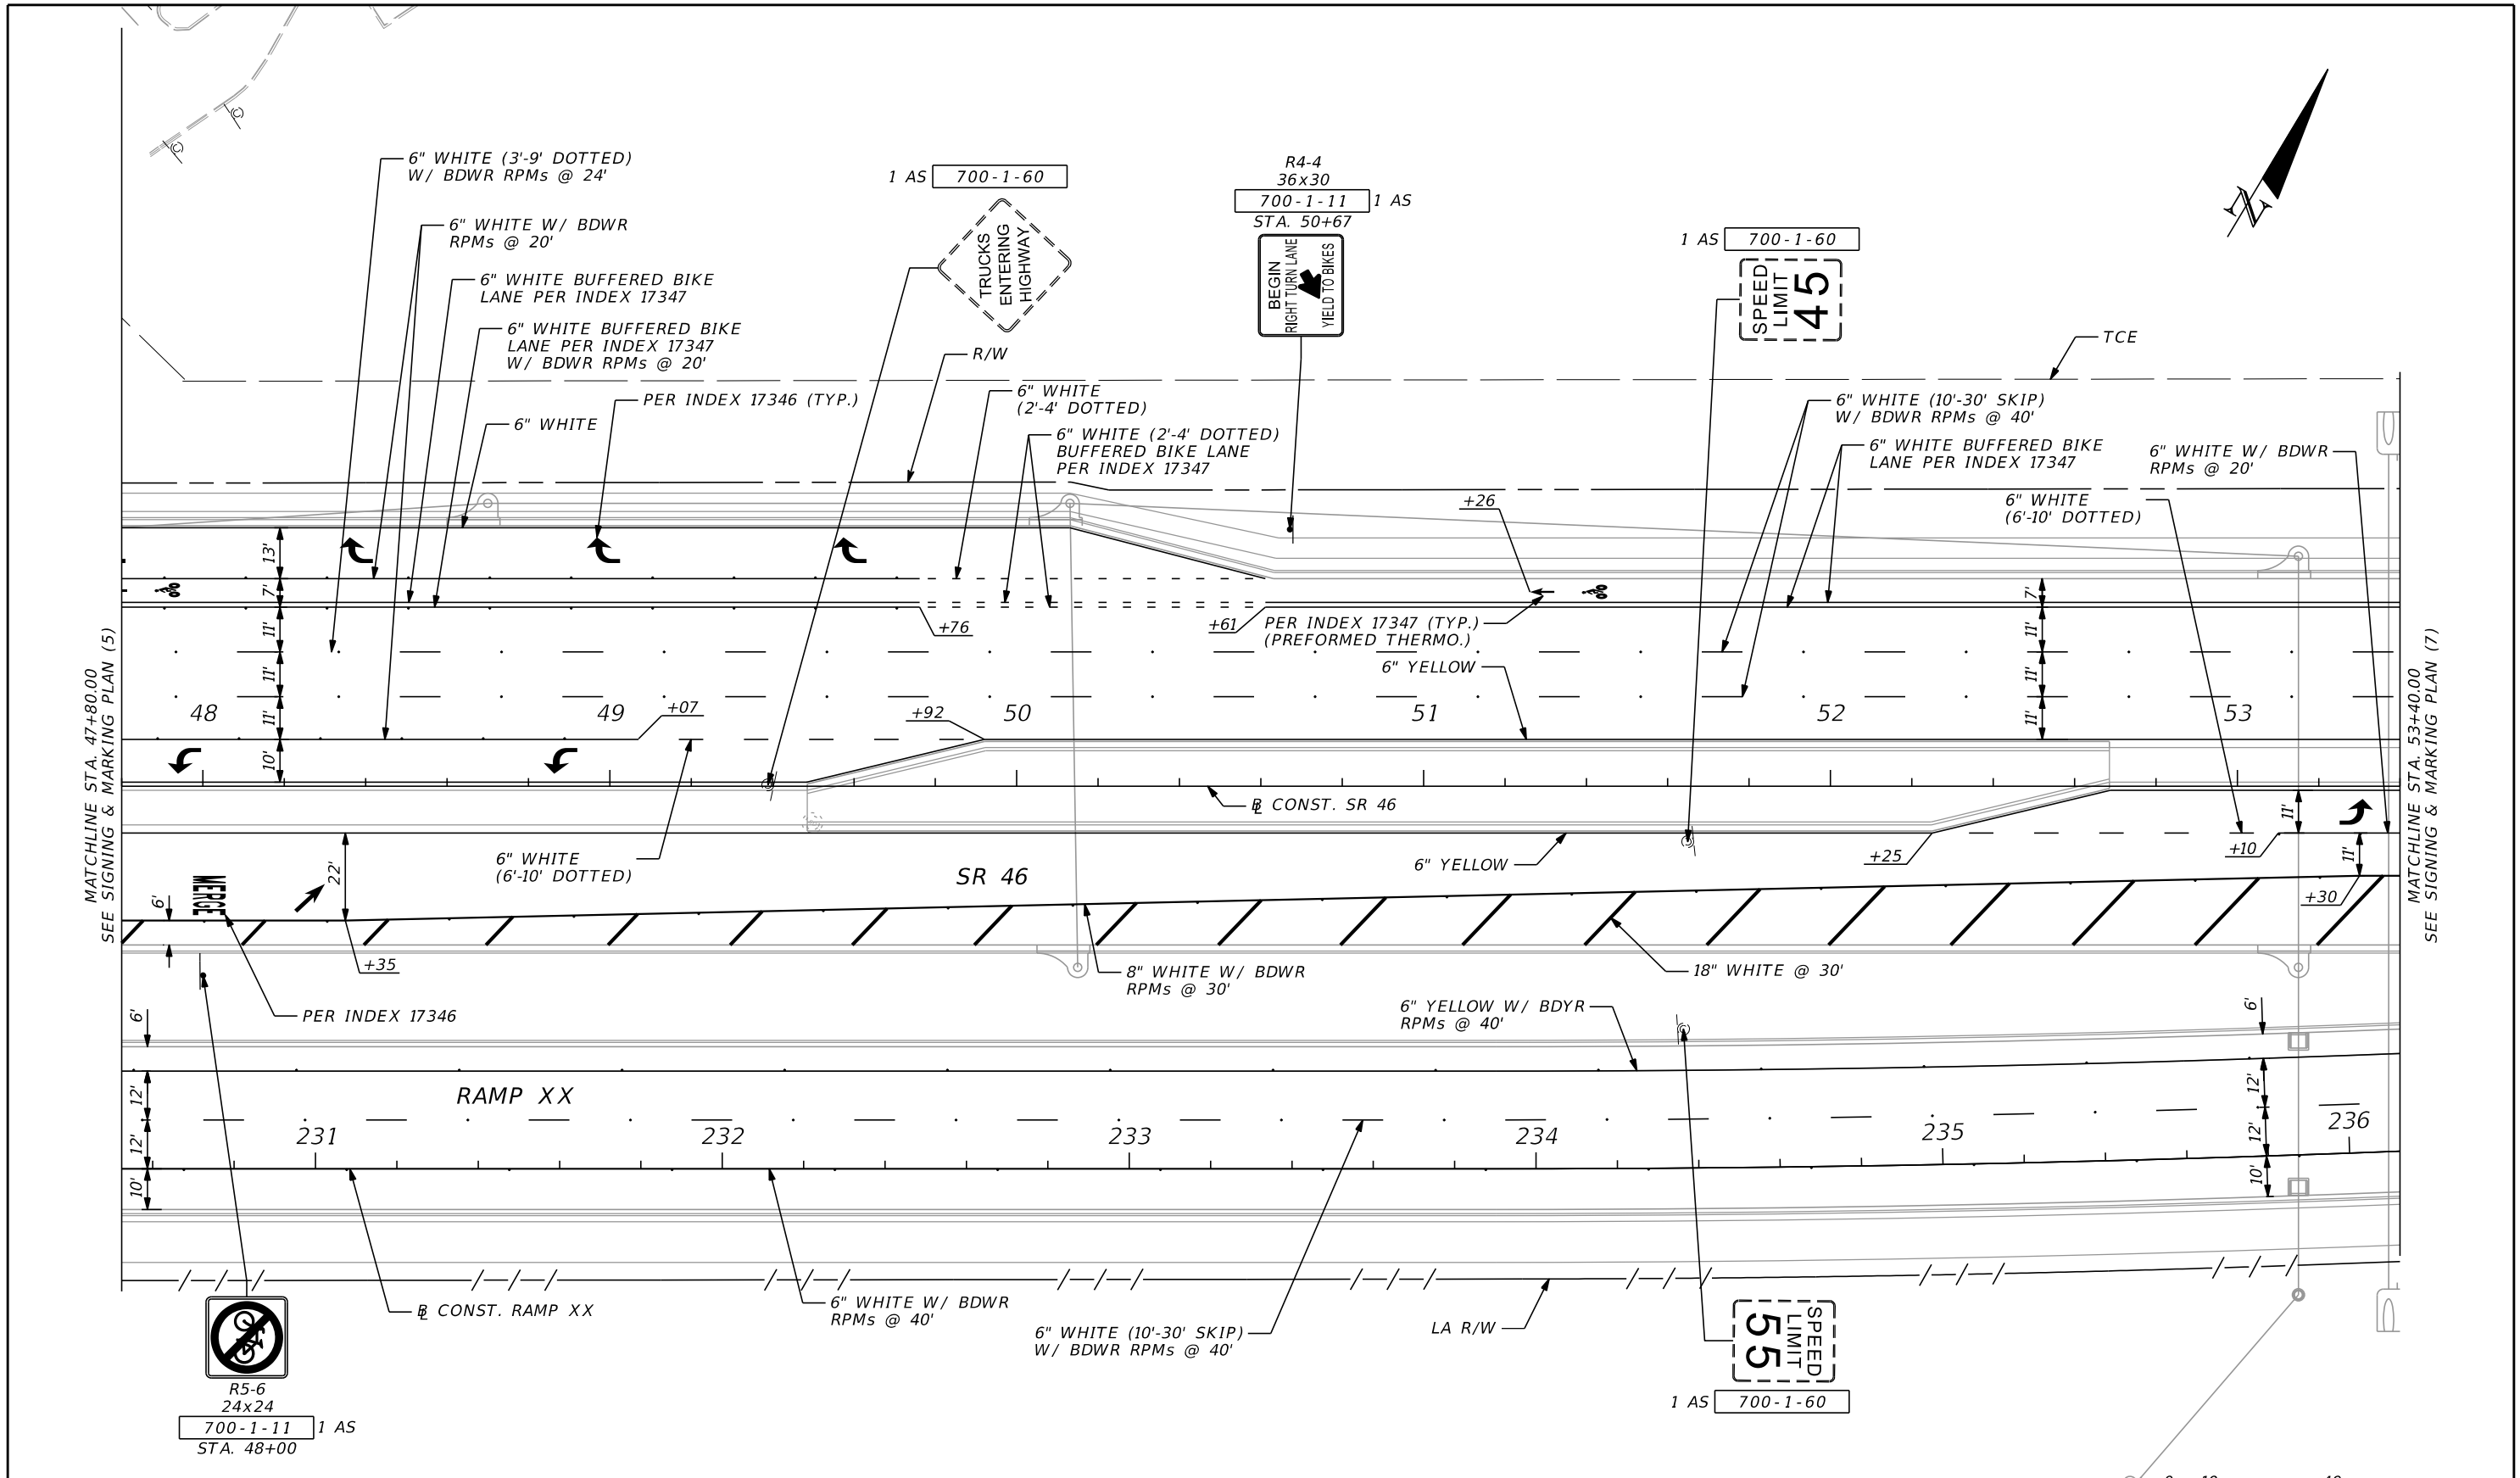 6" WHITE (3'-9' DOTTED)
W/ BDWR RPMs @ 24'
6" WHITE W/ BDWR
RPMs @ 20'
6" WHITE BUFFERED BIKE
LANE PER INDEX 17347
6" WHITE BUFFERED BIKE
LANE PER INDEX 17347
W/ BDWR RPMs @ 20'
PER INDEX 17346 (TYP.)
6" WHITE
1 AS 700-1-60
TRUCKS
ENTERING
HIGHWAY
R/W
R4-4
36x30
700-1-11 1 AS
STA. 50+67
BEGIN
RIGHT TURN LANE
YIELD TO BIKES
1 AS 700-1-60
SPEED
LIMIT
45
N
TCE
6" WHITE
(2'-4' DOTTED)
6" WHITE (2'-4' DOTTED)
BUFFERED BIKE LANE
PER INDEX 17347
6" WHITE (10'-30' SKIP)
W/ BDWR RPMs @ 40'
6" WHITE BUFFERED BIKE
LANE PER INDEX 17347
6" WHITE W/ BDWR
RPMs @ 20'
6" WHITE
(6'-10' DOTTED)
+26
13'
7'
11'
11'
11'
10'
+76
+61
PER INDEX 17347 (TYP.)
(PREFORMED THERMO.)
6" YELLOW
7'
11'
11'
11'
MATCHLINE STA. 47+80.00
SEE SIGNING & MARKING PLAN (5)
MATCHLINE STA. 53+40.00
SEE SIGNING & MARKING PLAN (7)
48
49
50
51
52
53
+07
+92
℄ CONST. SR 46
6" WHITE
(6'-10' DOTTED)
SR 46
6" YELLOW
+25
+10
11'
11'
+30
22'
6'
MERGE
+35
PER INDEX 17346
8" WHITE W/ BDWR
RPMs @ 30'
18" WHITE @ 30'
6" YELLOW W/ BDYR
RPMs @ 40'
6'
12'
12'
10'
6'
12'
12'
10'
RAMP XX
231
232
233
234
235
236
℄ CONST. RAMP XX
6" WHITE W/ BDWR
RPMs @ 40'
6" WHITE (10'-30' SKIP)
W/ BDWR RPMs @ 40'
LA R/W
SPEED
LIMIT
55
1 AS 700-1-60
R5-6
24x24
700-1-11 1 AS
STA. 48+00